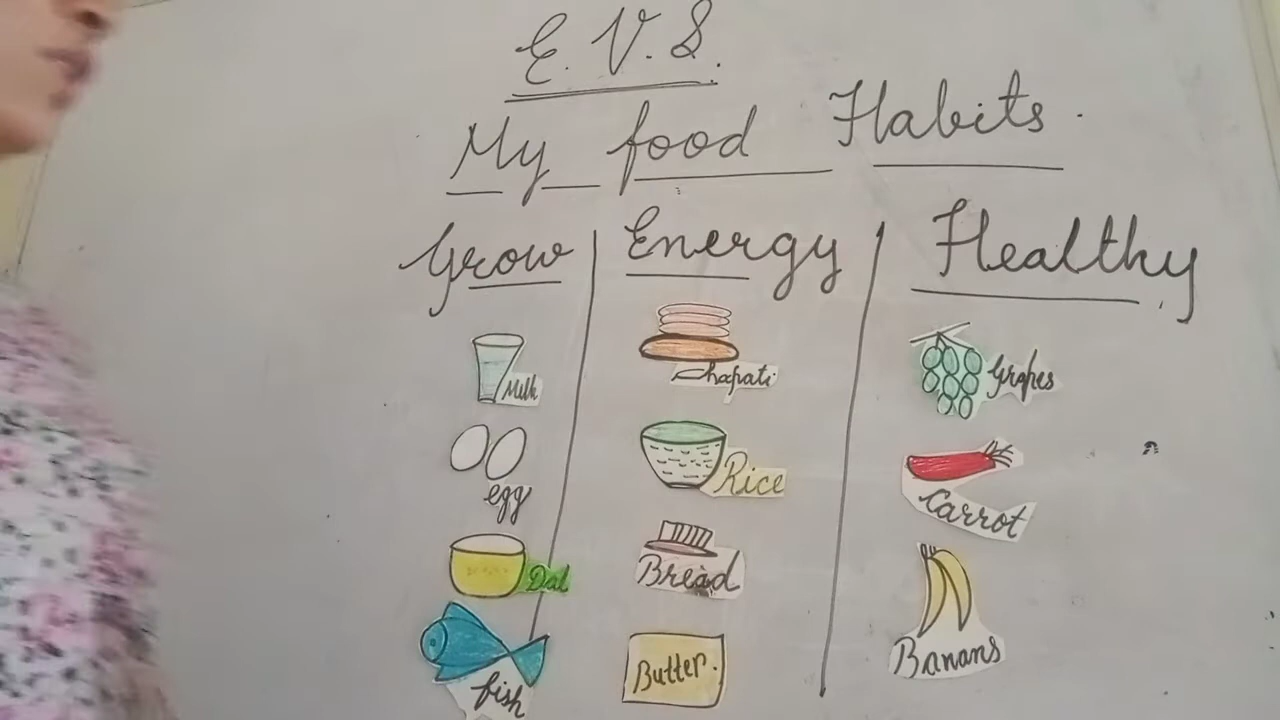 E. V. S.
My food Habits.
Grow Energy Healthy
Milk
Chapati
Grapes
egg
Rice
Carrot
Dal
Bread
Banans
fish
Butter.